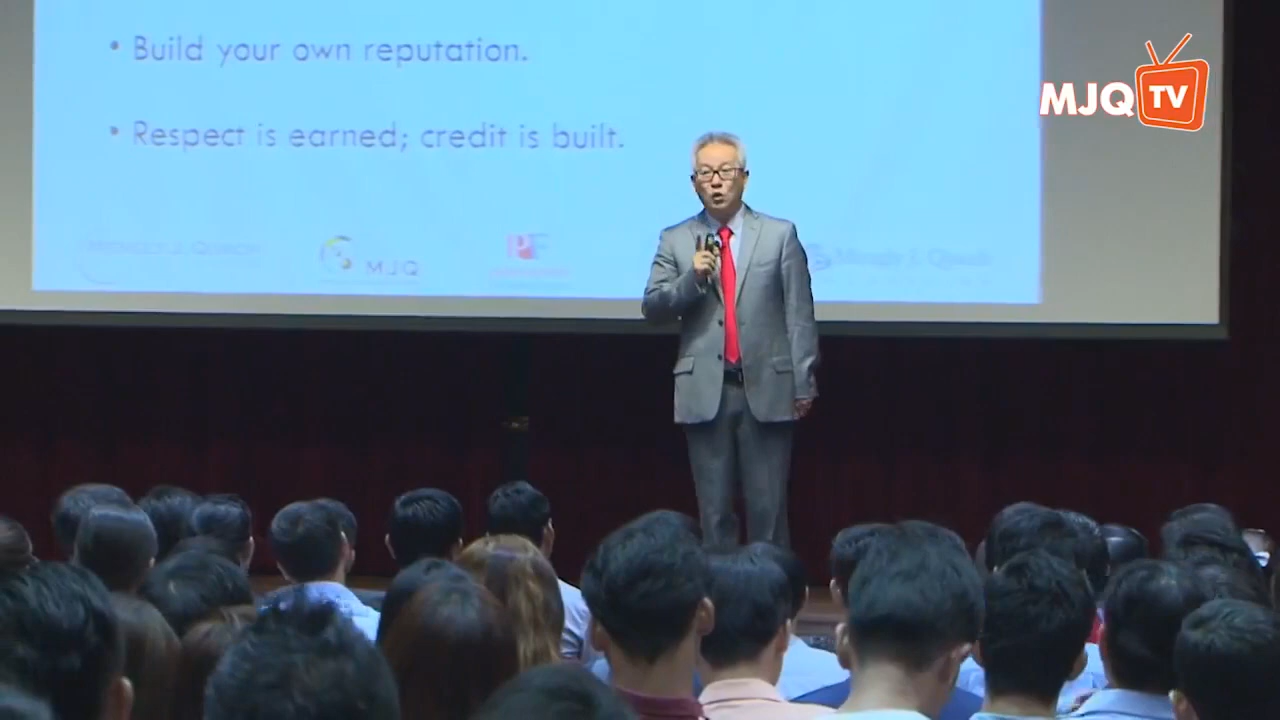 • Build your own reputation.
MJQ TV
• Respect is earned; credit is built.
MJQ